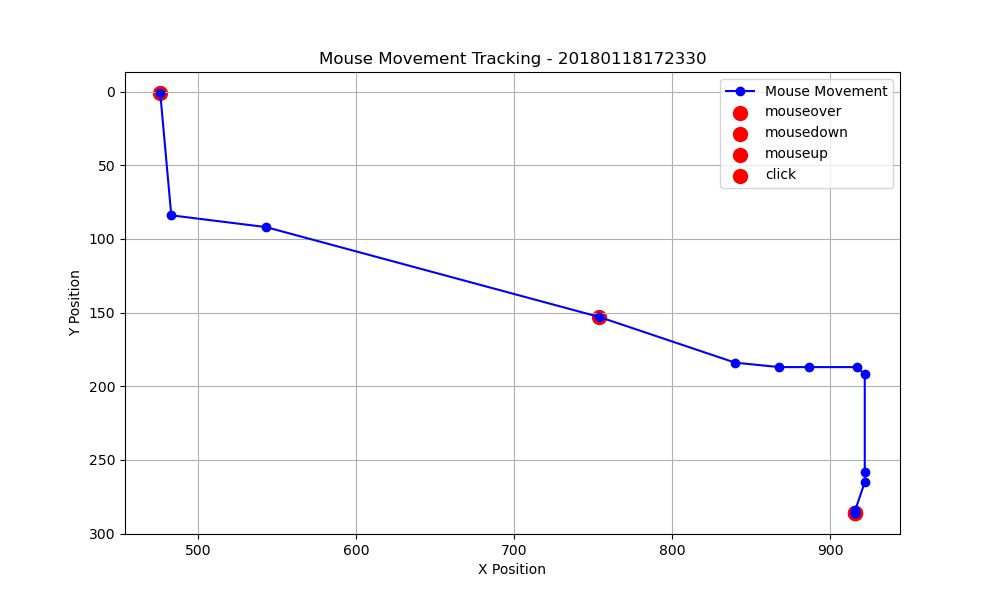 Mouse Movement Tracking - 20180118172330
Mouse Movement
mouseover
mousedown
mouseup
click
Y Position
0
50
100
150
200
250
300
500
600
700
800
900
X Position